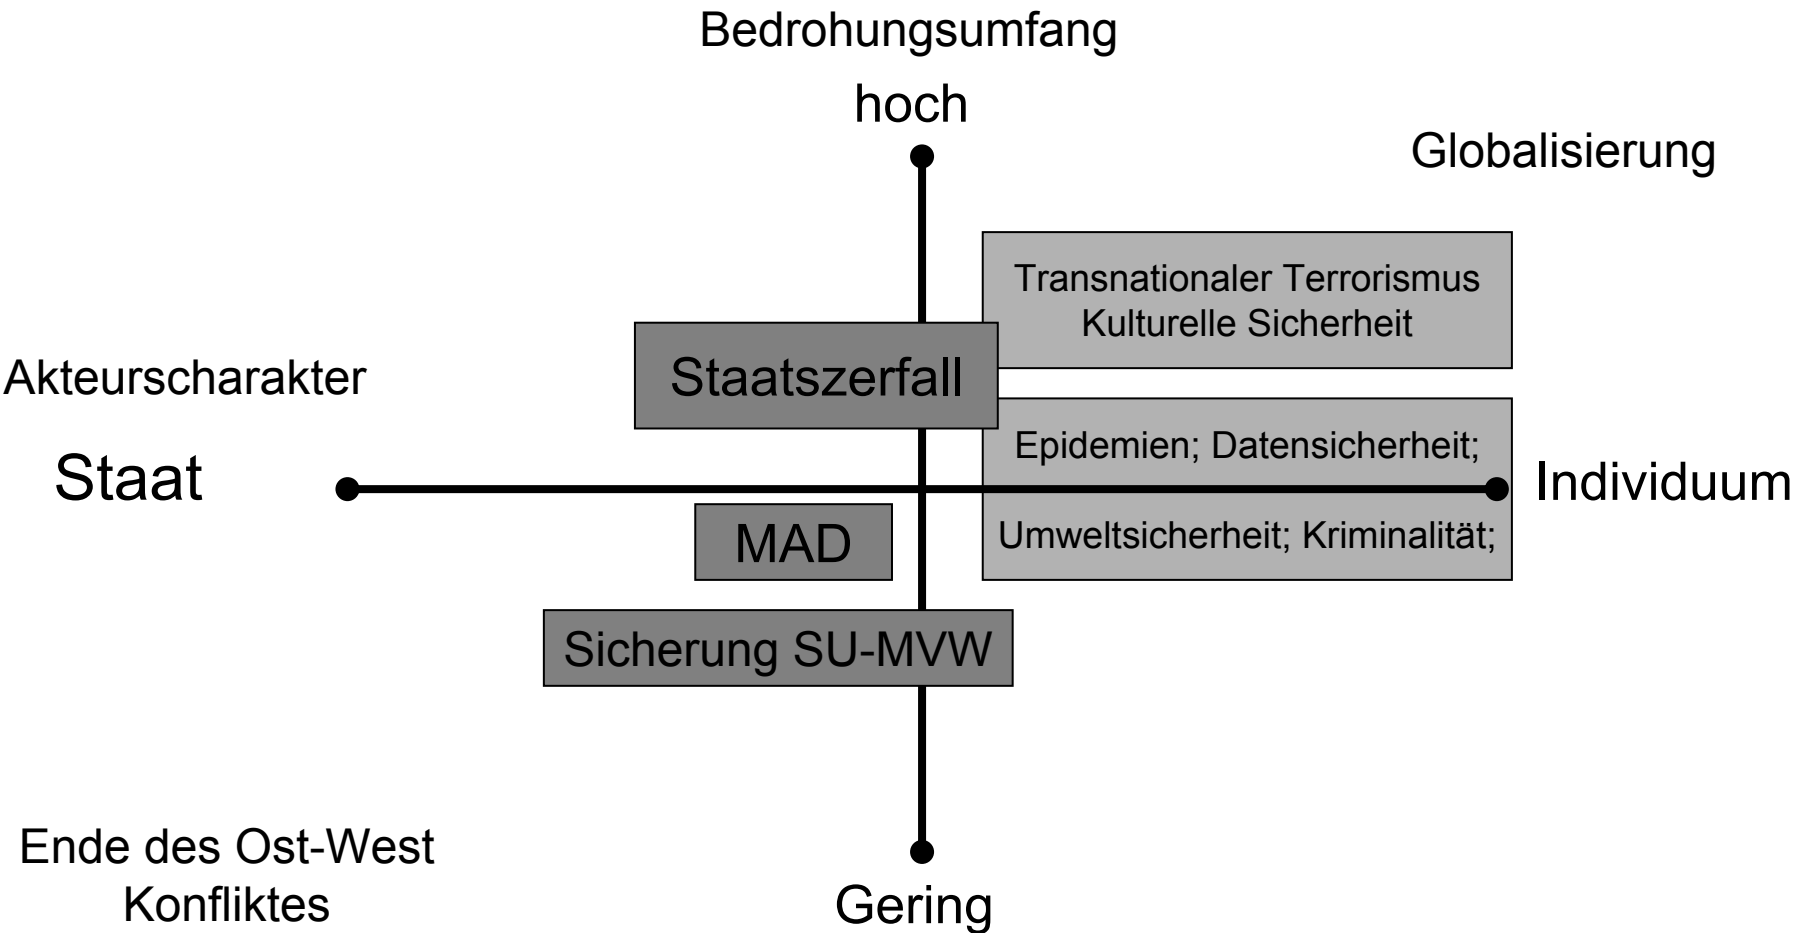 Bedrohungsumfang
hoch
Globalisierung
Transnationaler Terrorismus
Kulturelle Sicherheit
Staatszerfall
Akteurscharakter
Epidemien; Datensicherheit;
Staat
Individuum
Umweltsicherheit; Kriminalität;
MAD
Sicherung SU-MVW
Ende des Ost-West
Konfliktes
Gering